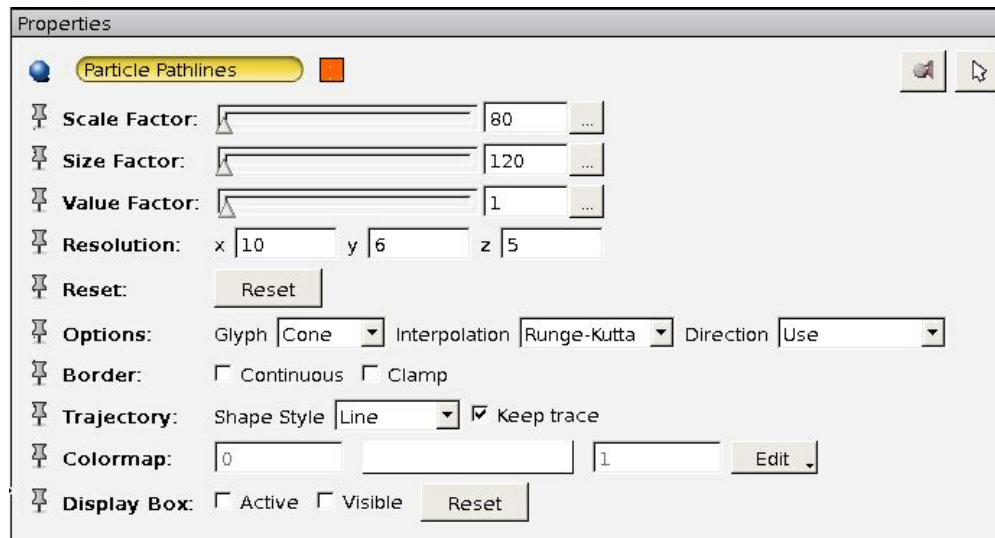 Properties
Particle Pathlines
Scale Factor: 80 ...
Size Factor: 120 ...
Value Factor: 1 ...
Resolution: x 10 y 6 z 5
Reset: Reset
Options: Glyph Cone Interpolation Runge-Kutta Direction Use
Border: Continuous Clamp
Trajectory: Shape Style Line Keep trace
Colormap: 0 1 Edit
Display Box: Active Visible Reset